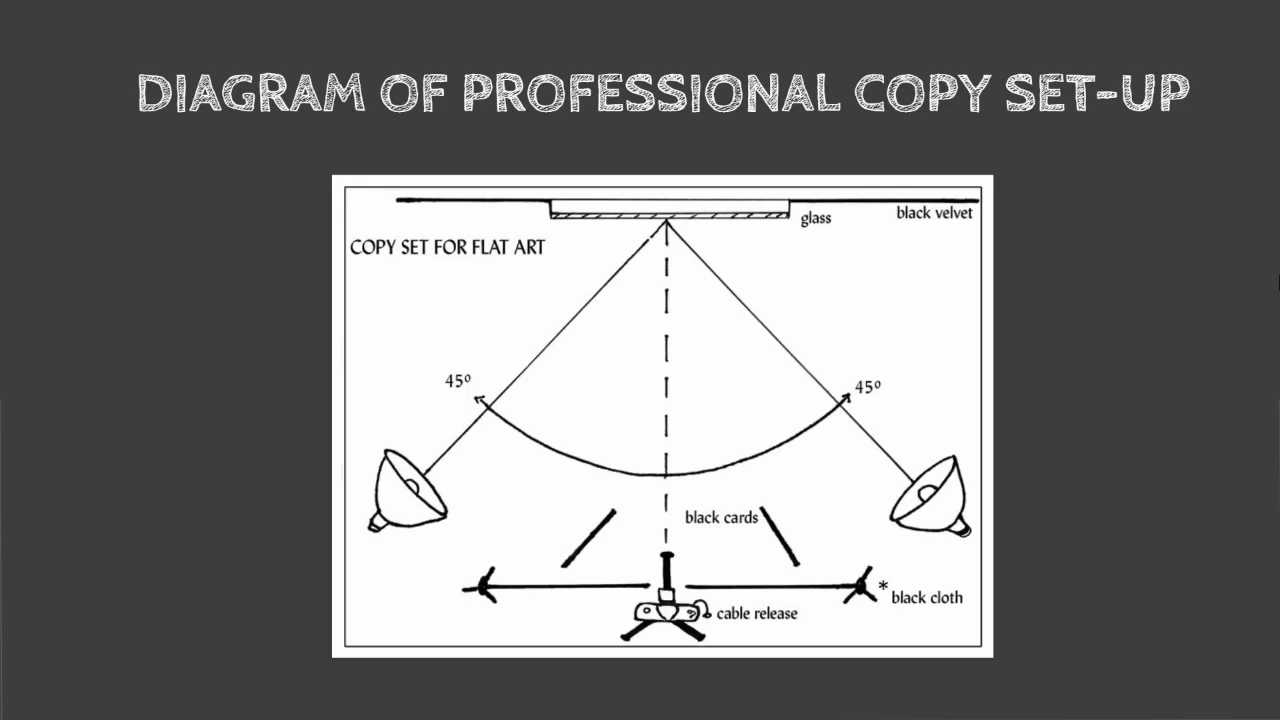 DIAGRAM OF PROFESSIONAL COPY SET-UP
glass
black velvet
COPY SET FOR FLAT ART
45º
45º
black cards
* black cloth
cable release